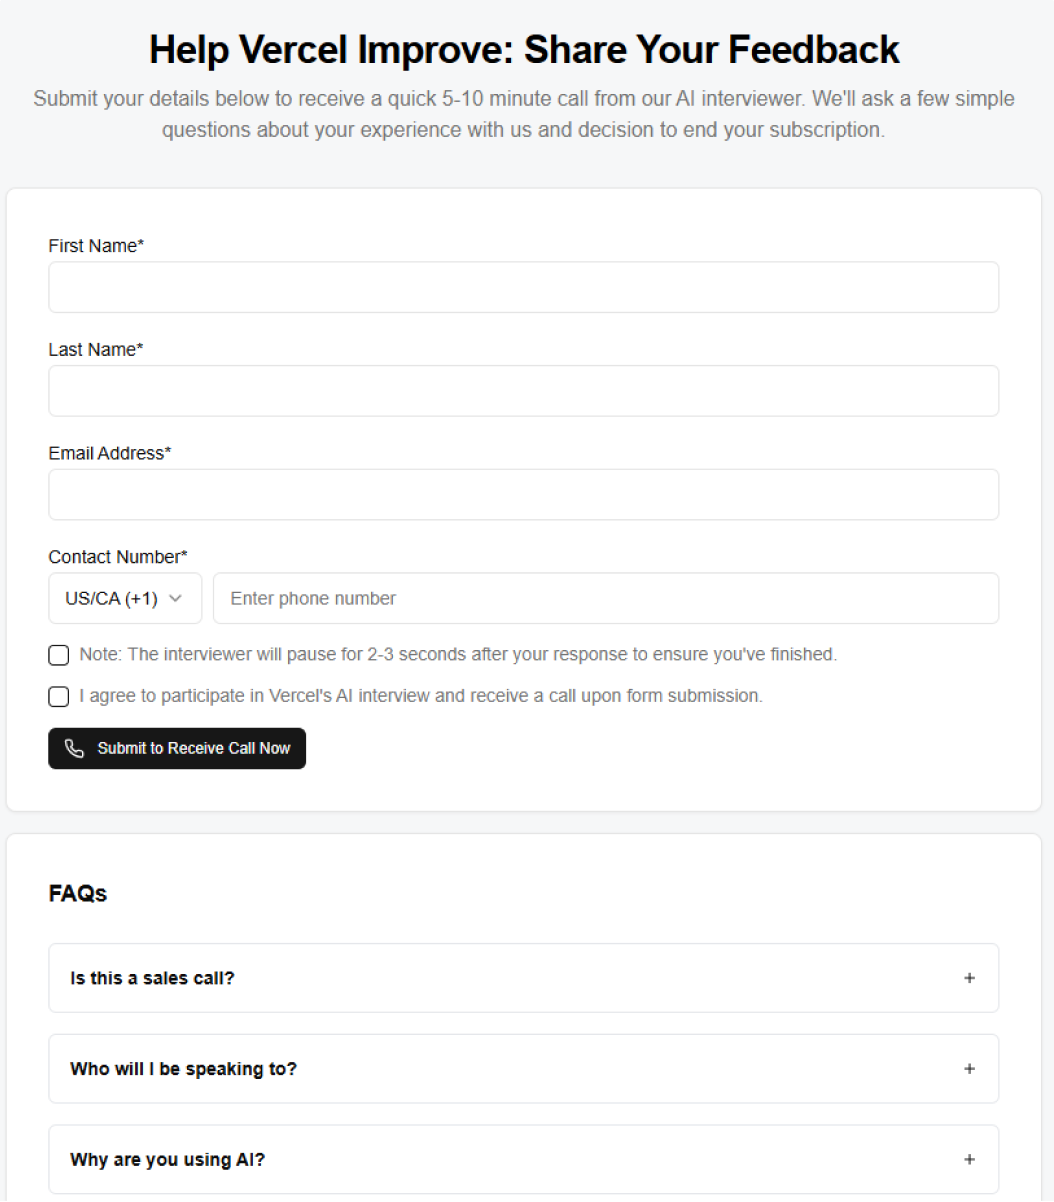 Help Vercel Improve: Share Your Feedback
Submit your details below to receive a quick 5-10 minute call from our AI interviewer. We'll ask a few simple
questions about your experience with us and decision to end your subscription.
First Name*
Last Name*
Email Address*
Contact Number*
US/CA (+1)
Enter phone number
Note: The interviewer will pause for 2-3 seconds after your response to ensure you've finished.
I agree to participate in Vercel's AI interview and receive a call upon form submission.
Submit to Receive Call Now
FAQs
Is this a sales call? +
Who will I be speaking to? +
Why are you using AI? +